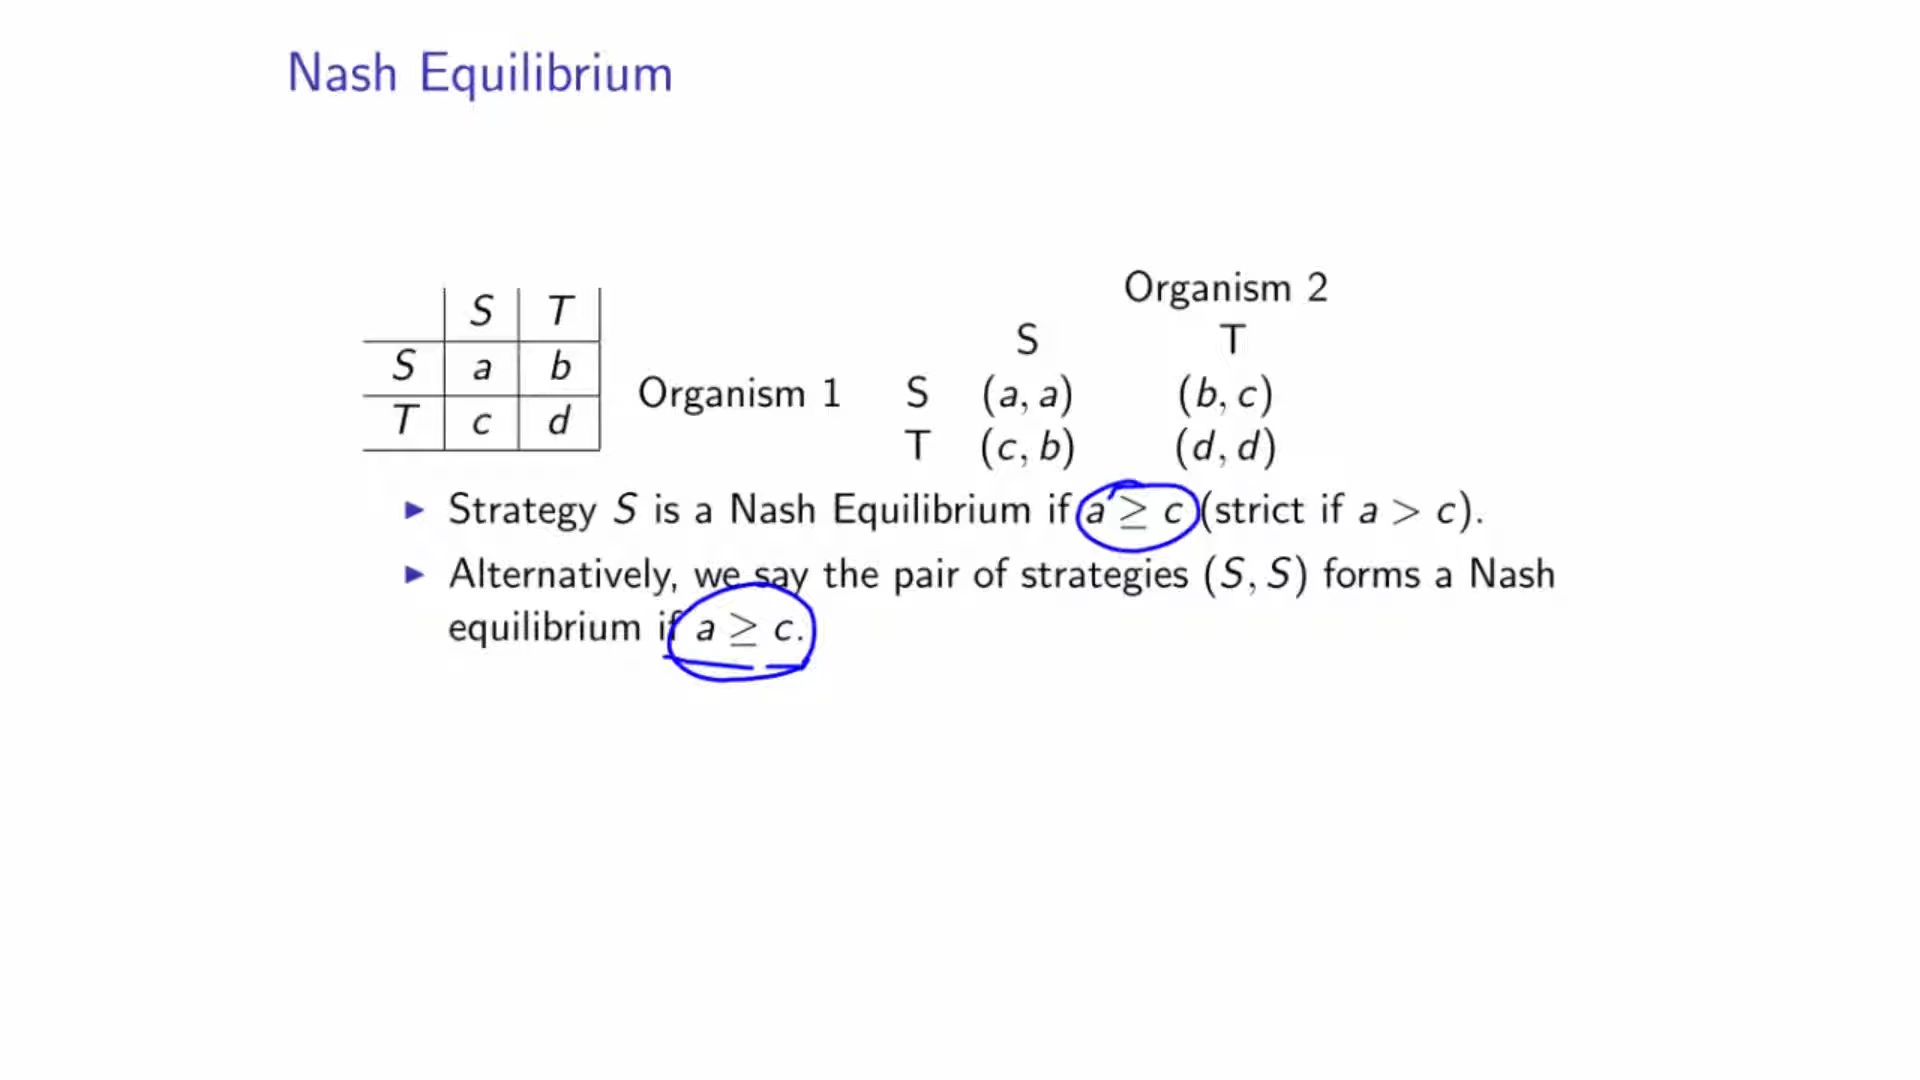 Nash Equilibrium
S T
S a b
T c d
Organism 2
S T
Organism 1 S (a, a) (b, c)
T (c, b) (d, d)
▶ Strategy S is a Nash Equilibrium if a ≥ c (strict if a > c).
▶ Alternatively, we say the pair of strategies (S, S) forms a Nash
equilibrium if a ≥ c.